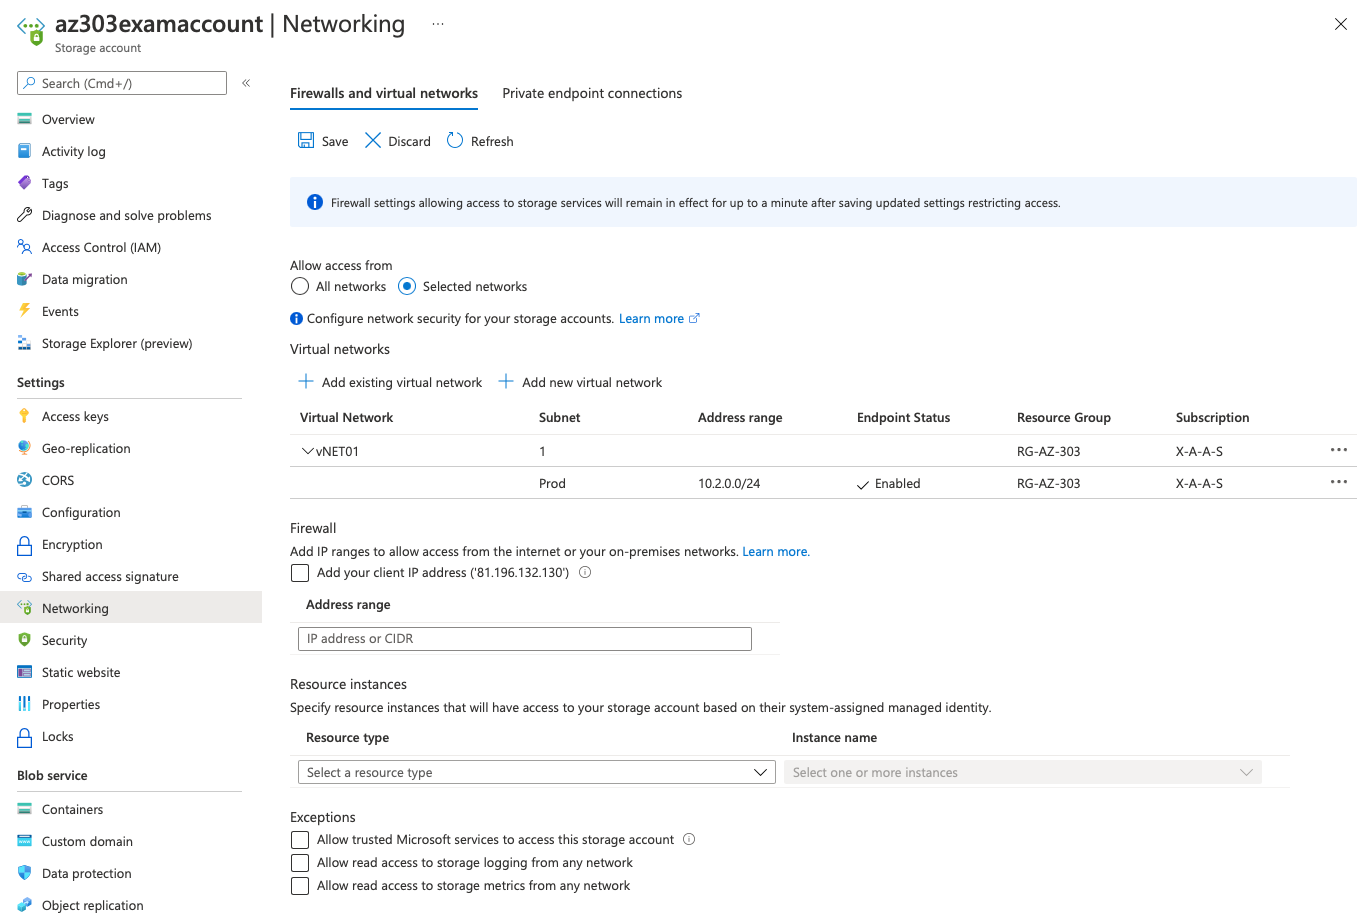 az303examaccount | Networking ...
Storage account
Search (Cmd+/)
«
Overview
Activity log
Tags
Diagnose and solve problems
Access Control (IAM)
Data migration
Events
Storage Explorer (preview)
Settings
Access keys
Geo-replication
CORS
Configuration
Encryption
Shared access signature
Networking
Security
Static website
Properties
Locks
Blob service
Containers
Custom domain
Data protection
Object replication
Firewalls and virtual networks Private endpoint connections
Save Discard Refresh
Firewall settings allowing access to storage services will remain in effect for up to a minute after saving updated settings restricting access.
Allow access from
All networks Selected networks
Configure network security for your storage accounts. Learn more
Virtual networks
Add existing virtual network Add new virtual network
Virtual Network Subnet Address range Endpoint Status Resource Group Subscription
vNET01 1 RG-AZ-303 X-A-A-S ...
Prod 10.2.0.0/24 Enabled RG-AZ-303 X-A-A-S ...
Firewall
Add IP ranges to allow access from the internet or your on-premises networks. Learn more.
Add your client IP address ('81.196.132.130')
Address range
IP address or CIDR
Resource instances
Specify resource instances that will have access to your storage account based on their system-assigned managed identity.
Resource type Instance name
Select a resource type Select one or more instances
Exceptions
Allow trusted Microsoft services to access this storage account
Allow read access to storage logging from any network
Allow read access to storage metrics from any network